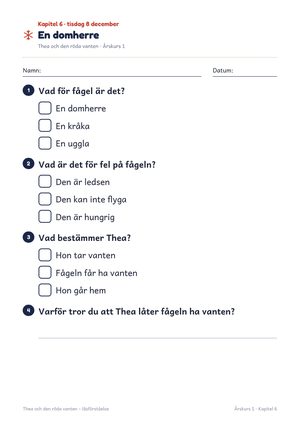 Kapitel 6 · tisdag 8 december
En domherre
Thea och den röda vanten · Årskurs 1
Namn: Datum:
1 Vad för fågel är det?
En domherre
En kråka
En uggla
2 Vad är det för fel på fågeln?
Den är ledsen
Den kan inte flyga
Den är hungrig
3 Vad bestämmer Thea?
Hon tar vanten
Fågeln får ha vanten
Hon går hem
4 Varför tror du att Thea låter fågeln ha vanten?
Thea och den röda vanten – läsförståelse Årskurs 1 · Kapitel 6